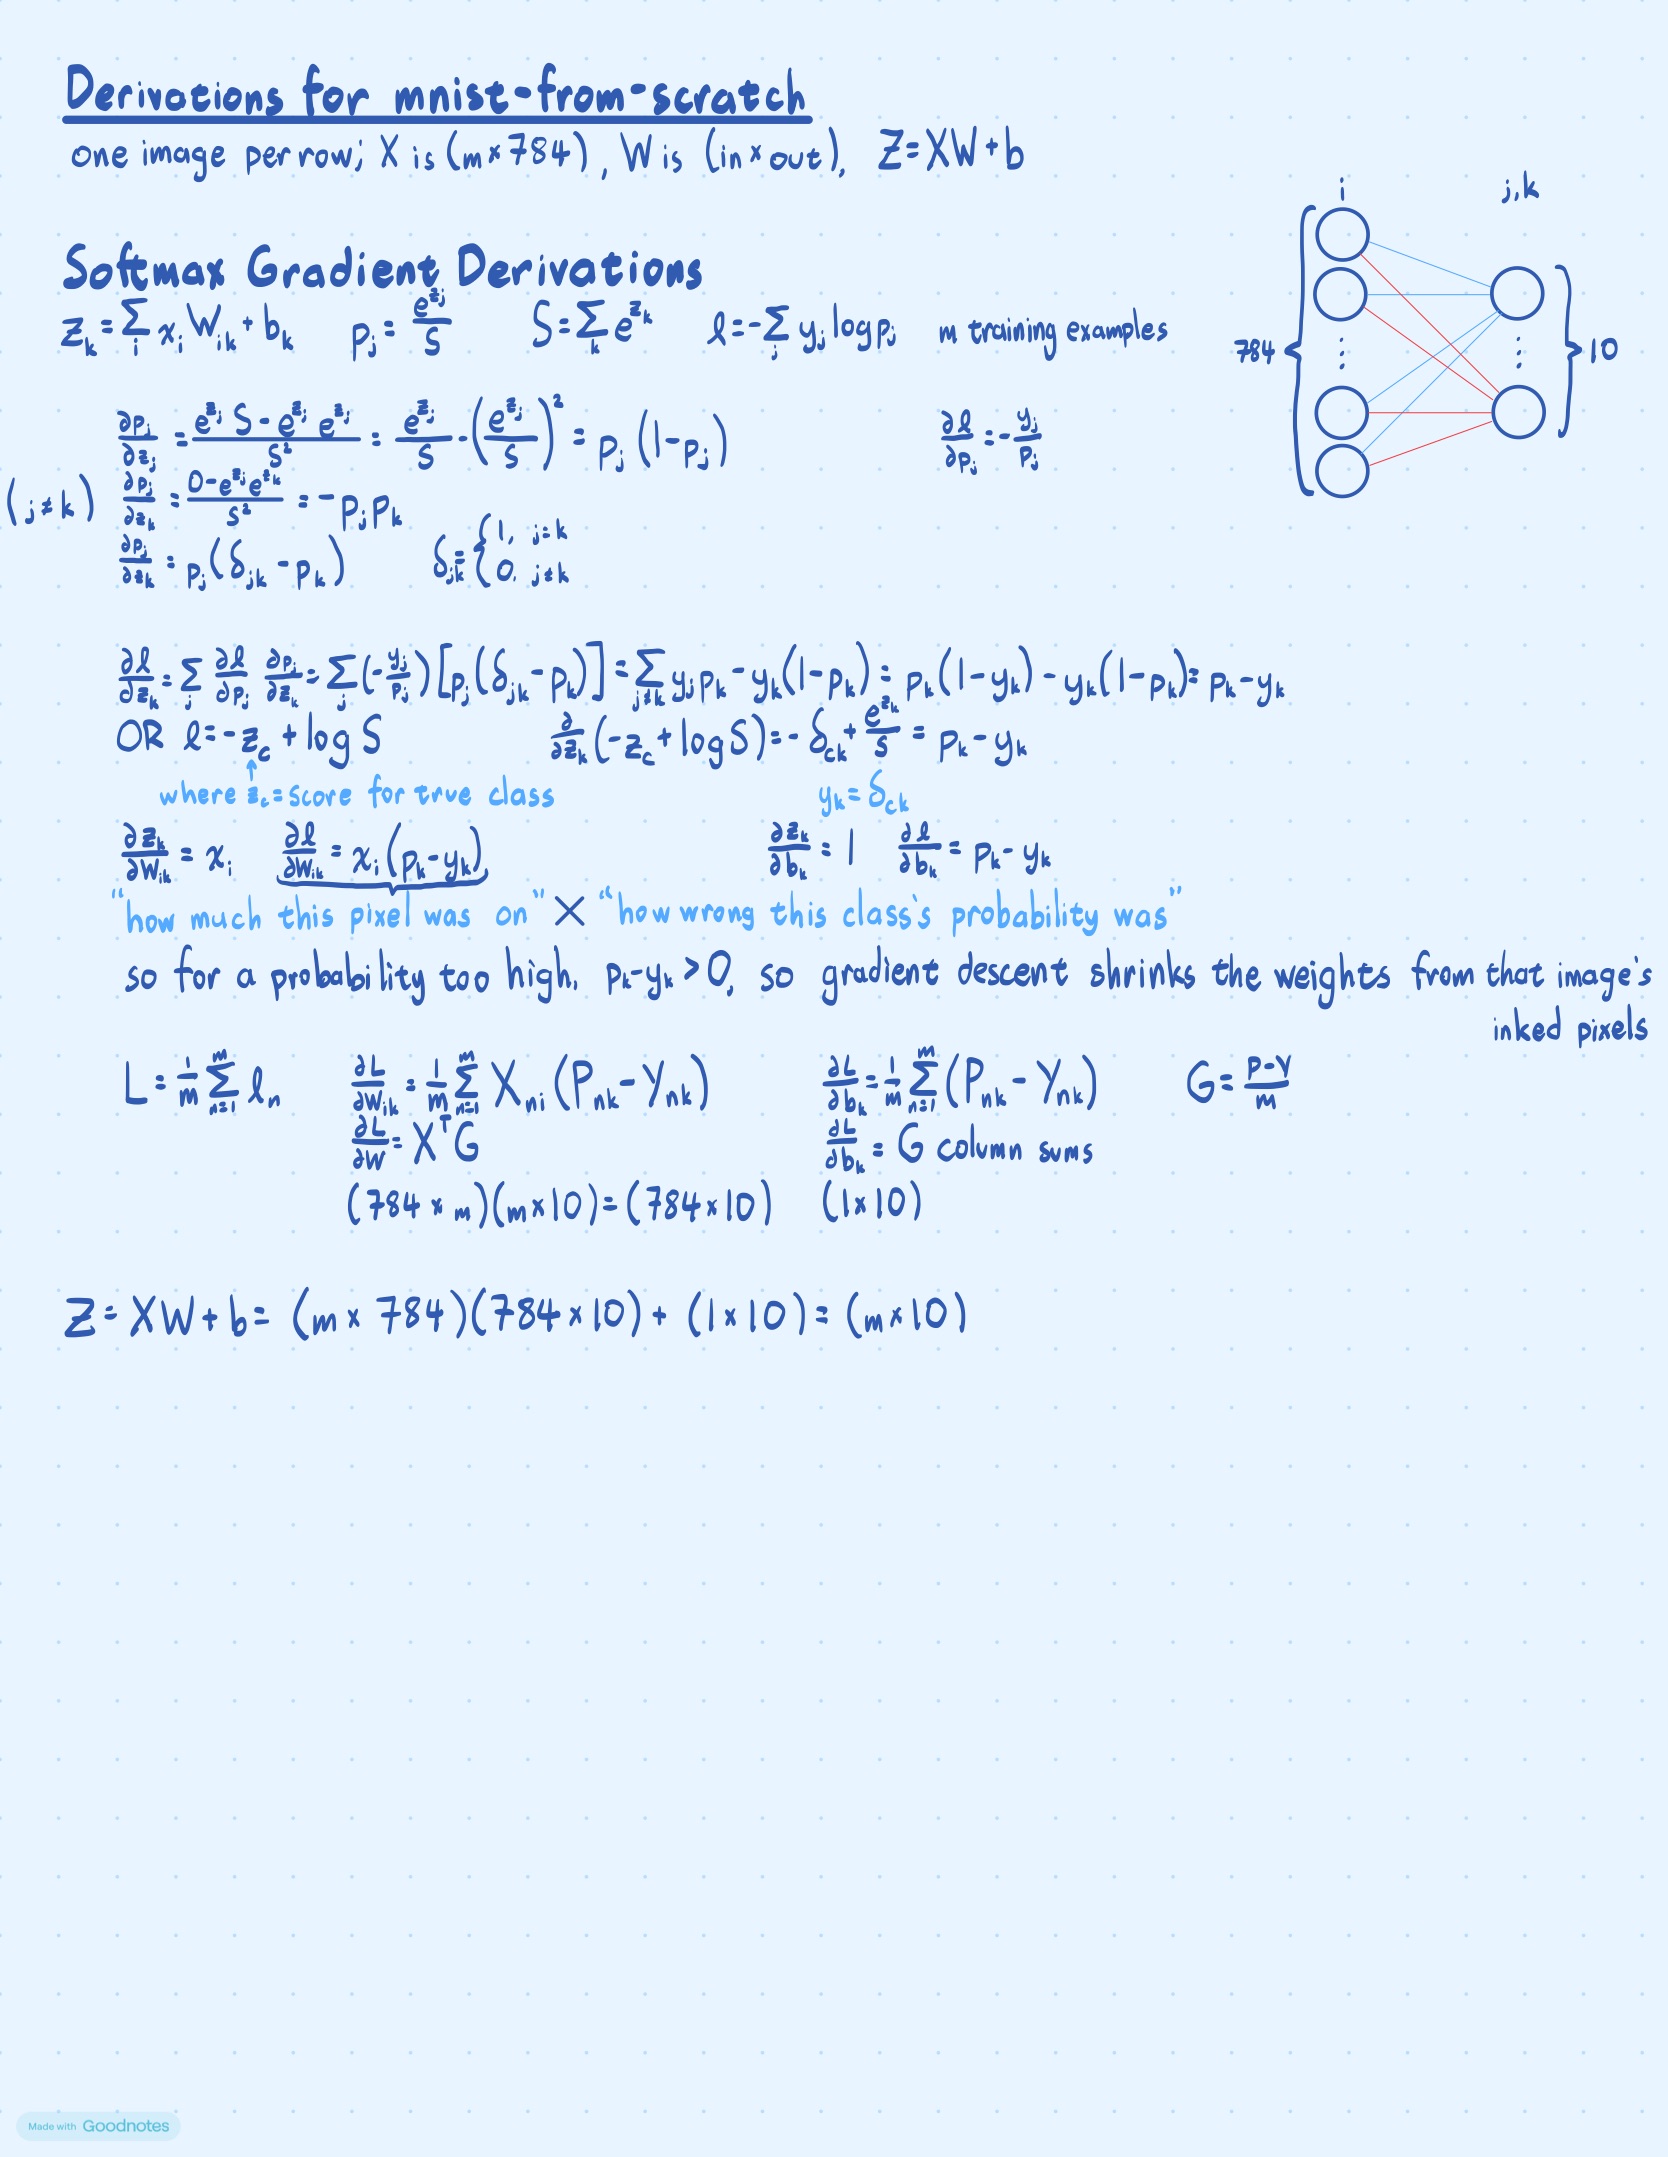 Derivations for mnist-from-scratch
one image per row; X is (m×784), W is (in×out), Z=XW+b
i j,k
Softmax Gradient Derivations
z_k = Σ_i x_i W_ik + b_k p_j = e^{z_j}/S S = Σ_k e^{z_k} ℓ = -Σ_j y_j log p_j m training examples
784 10
∂p_j/∂z_j = (e^{z_j} S - e^{z_j} e^{z_j})/S² = e^{z_j}/S - (e^{z_j}/S)² = p_j (1-p_j) ∂ℓ/∂p_j = -y_j/p_j
(j≠k) ∂p_j/∂z_k = (0 - e^{z_j} e^{z_k})/S² = -p_j p_k
∂p_j/∂z_k = p_j (δ_jk - p_k) δ_jk = { 1, j=k
0, j≠k
∂ℓ/∂z_k = Σ_j ∂ℓ/∂p_j ∂p_j/∂z_k = Σ_j (-y_j/p_j) [p_j (δ_jk - p_k)] = Σ_{j≠k} y_j p_k - y_k (1-p_k) = p_k (1-y_k) - y_k (1-p_k) = p_k - y_k
OR ℓ = -z_c + log S ∂/∂z_k (-z_c + log S) = -δ_ck + e^{z_k}/S = p_k - y_k
↑
where z_c = score for true class y_k = δ_ck
∂z_k/∂W_ik = x_i ∂ℓ/∂W_ik = x_i (p_k - y_k) ∂z_k/∂b_k = 1 ∂ℓ/∂b_k = p_k - y_k
"how much this pixel was on" × "how wrong this class's probability was"
so for a probability too high, p_k - y_k > 0, so gradient descent shrinks the weights from that image's
inked pixels
L = 1/m Σ_{n=1}^m ℓ_n ∂L/∂W_ik = 1/m Σ_{n=1}^m X_ni (P_nk - Y_nk) ∂L/∂b_k = 1/m Σ_{n=1}^m (P_nk - Y_nk) G = (P-Y)/m
∂L/∂W = X^T G ∂L/∂b_k = G column sums
(784 × m)(m×10) = (784×10) (1×10)
Z = XW + b = (m × 784)(784×10) + (1×10) = (m×10)
Made with Goodnotes